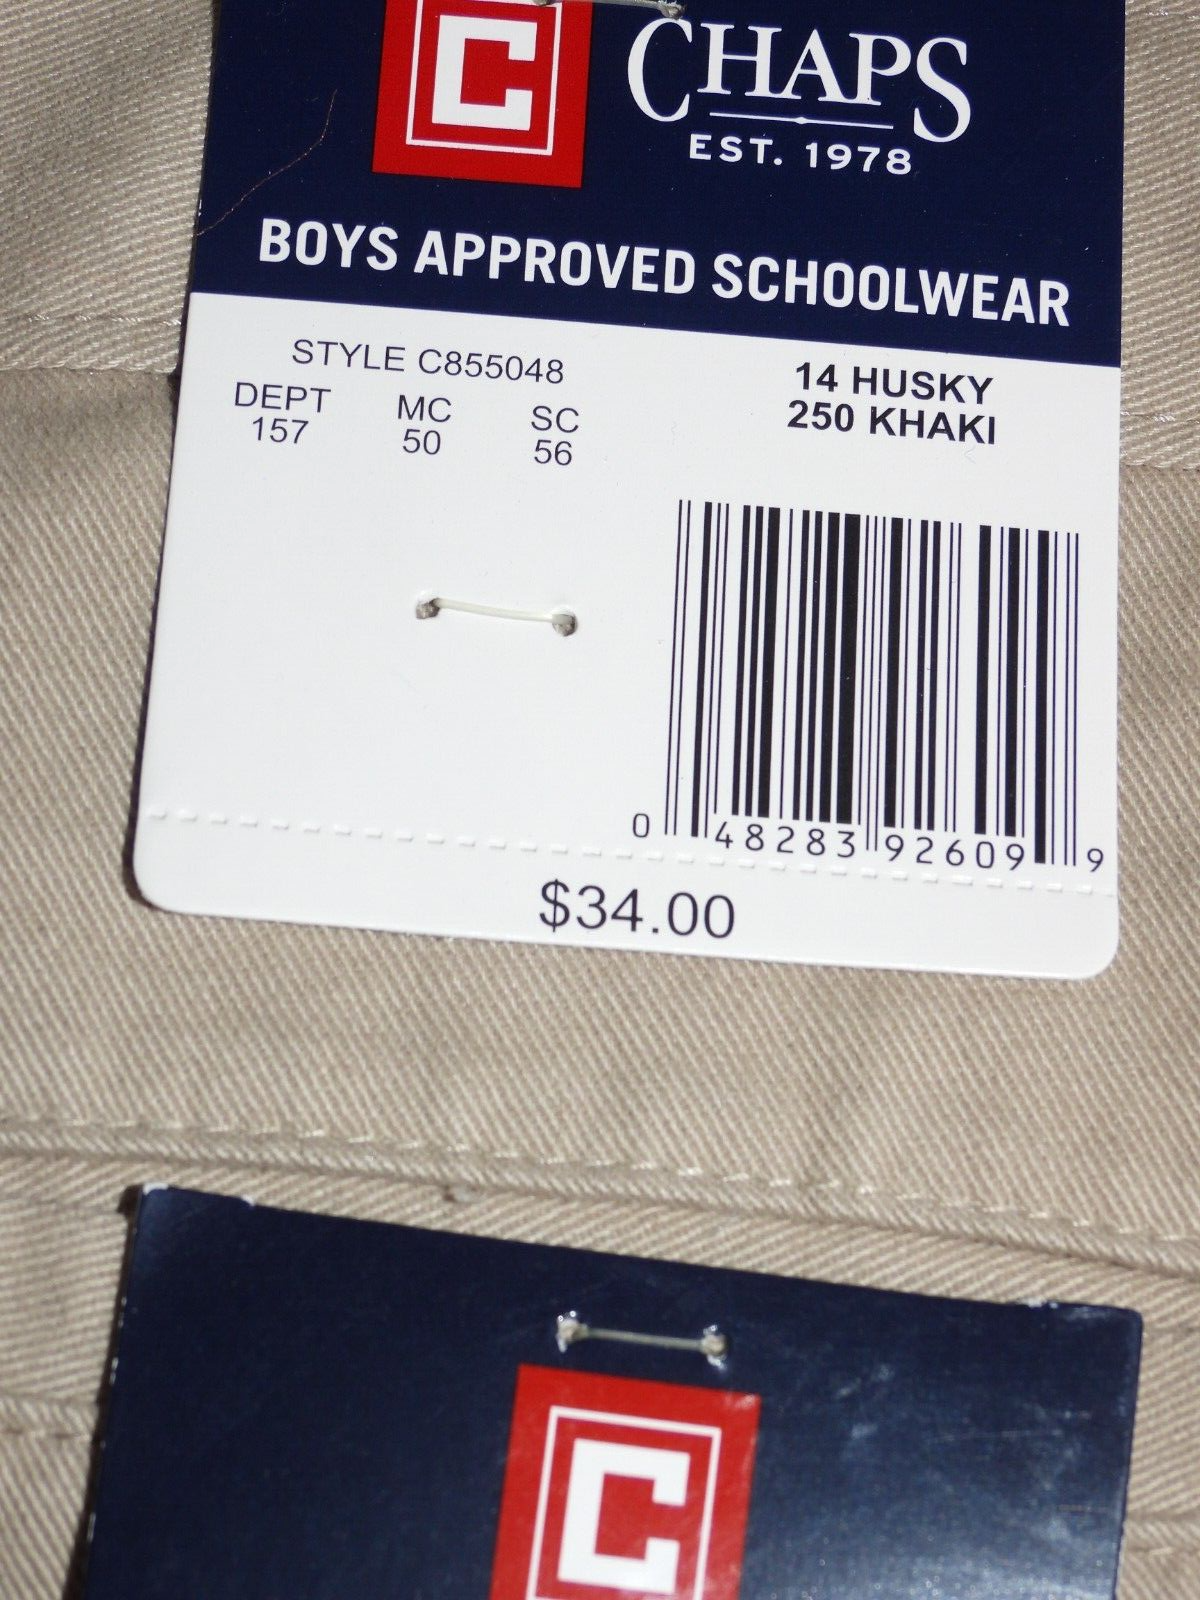 C
CHAPS
EST. 1978
BOYS APPROVED SCHOOLWEAR
STYLE C855048
DEPT MC SC
157 50 56
14 HUSKY
250 KHAKI
0 48283 92609 9
$34.00
C